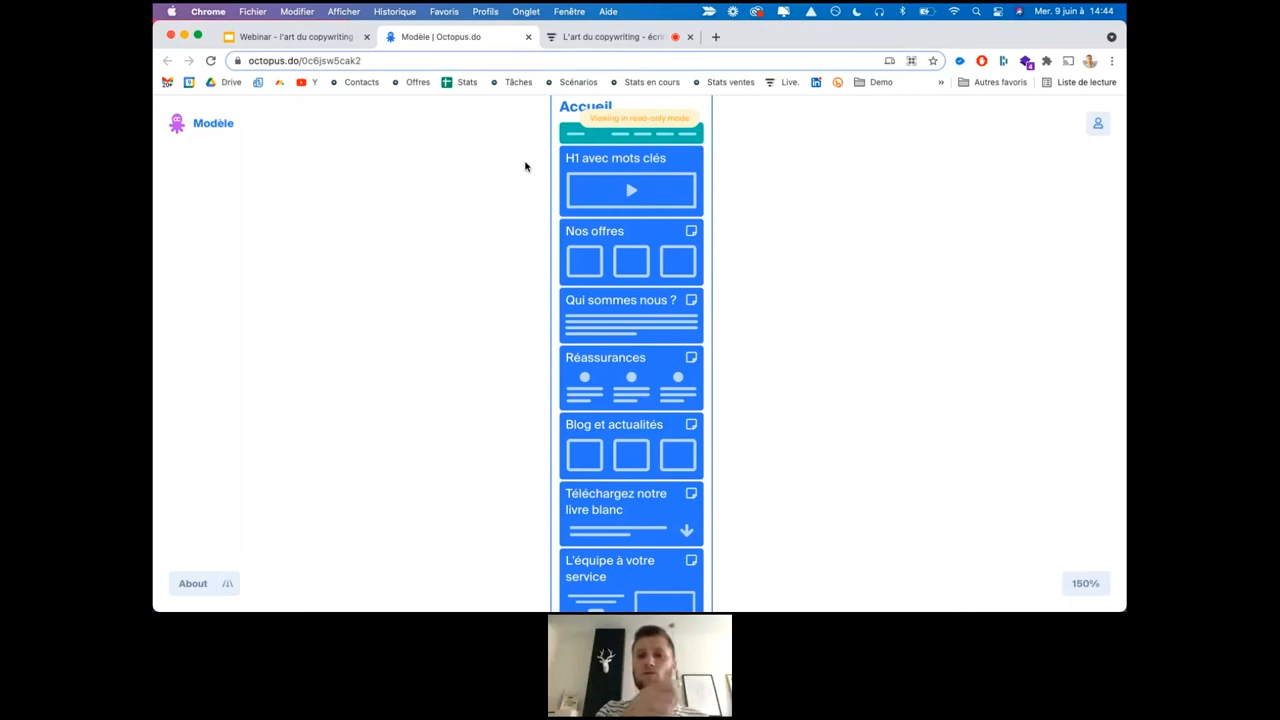 Chrome Fichier Modifier Afficher Historique Favoris Profils Onglet Fenêtre Aide Mer. 9 juin à 14:44
Webinar - l'art du copywriting Modèle | Octopus.do L'art du copywriting - écrir
octopus.do/0c6jsw5cak2
Drive Y Contacts Offres Stats Tâches Scénarios Stats en cours Stats ventes Live. Demo » Autres favoris Liste de lecture
Modèle
Accueil
Viewing in read-only mode
H1 avec mots clés
Nos offres
Qui sommes nous ?
Réassurances
Blog et actualités
Téléchargez notre
livre blanc
L'équipe à votre
service
About
150%